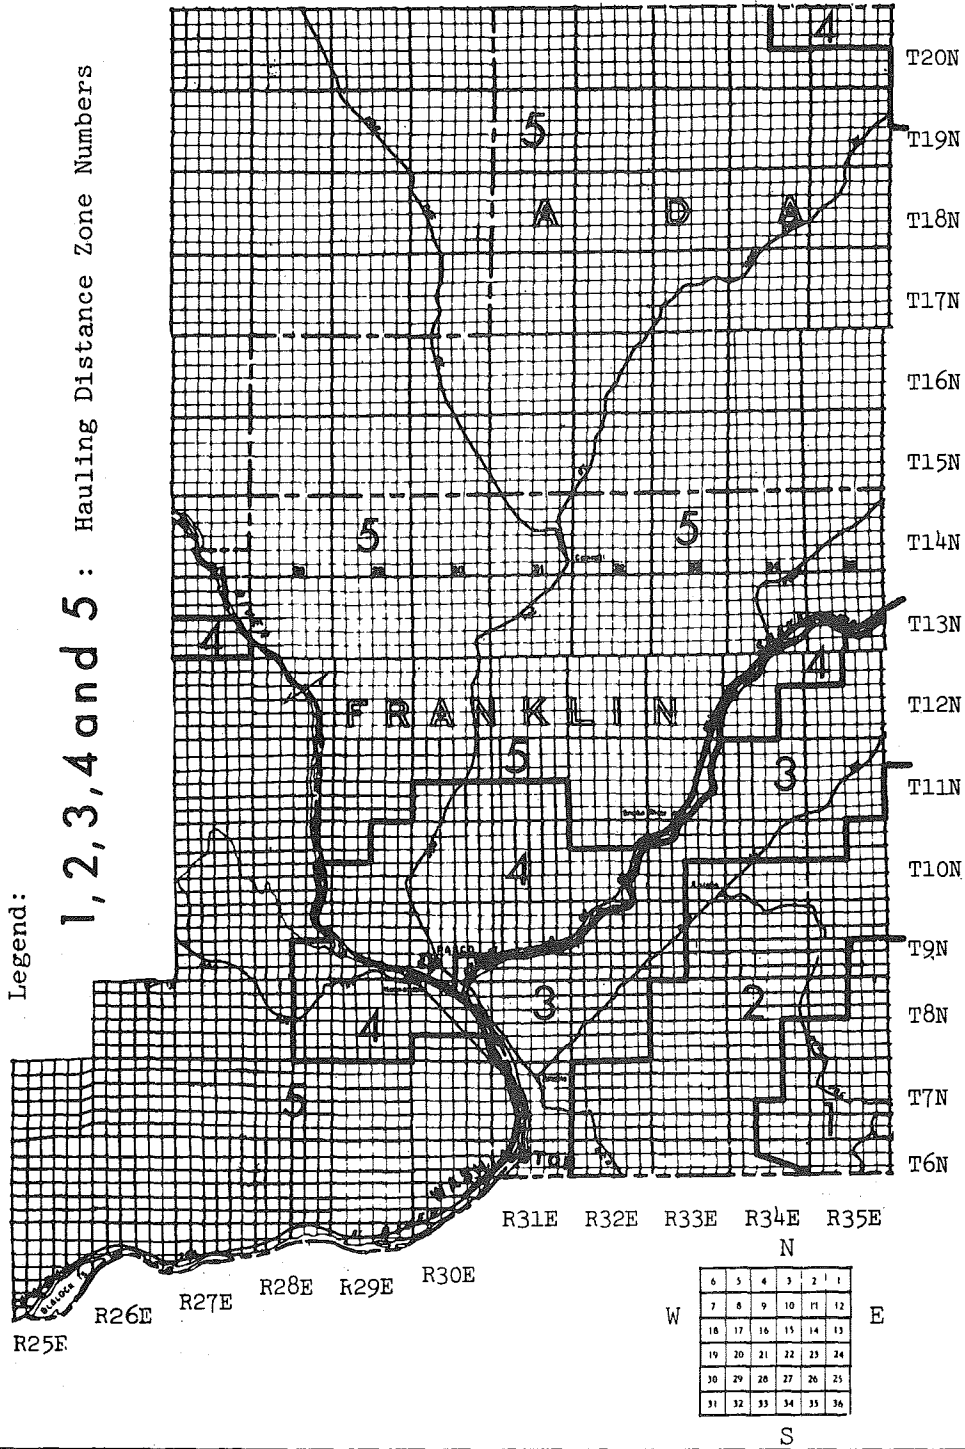 Legend:
1, 2, 3, 4 and 5 : Hauling Distance Zone Numbers
4
T20N
5
T19N
A D A
T18N
T17N
T16N
T15N
5
5
T14N
T13N
4
4
FRANKLIN
T12N
5
3
T11N
4
T10N
PASCO
T9N
3
2
T8N
4
5
T7N
1
T6N
R31E R32E R33E R34E R35E
R30E
R29E
R28E
R27E
R26E
R25E
BLALOCK IS
N
W
E
6 5 4 3 2 1
7 8 9 10 11 12
18 17 16 15 14 13
19 20 21 22 23 24
30 29 28 27 26 25
31 32 33 34 35 36
S